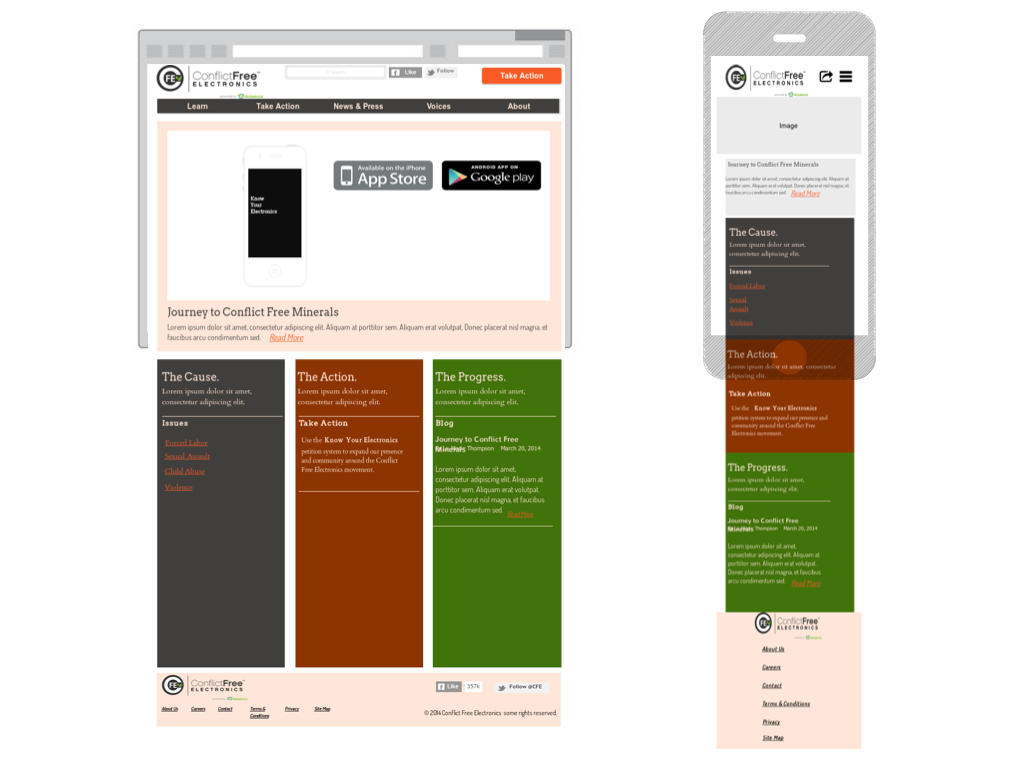 CFE ConflictFree™
ELECTRONICS
Like
Follow
Take Action
Learn Take Action News & Press Voices About
Know
Your
Electronics
Available on the iPhone
App Store
ANDROID APP ON
Google play
Journey to Conflict Free Minerals
Lorem ipsum dolor sit amet, consectetur adipiscing elit. Aliquam at porttitor sem. Aliquam erat volutpat. Donec placerat nisl magna, et faucibus
arcu condimentum sed. Read More
The Cause.
Lorem ipsum dolor sit amet,
consectetur adipiscing elit.
Issues
Forced Labor
Sexual Assault
Child Abuse
Violence
The Action.
Lorem ipsum dolor sit amet,
consectetur adipiscing elit.
Take Action
Use the Know Your Electronics
petition system to expand our presence
and community around the Conflict
Free Electronics movement.
The Progress.
Lorem ipsum dolor sit amet,
consectetur adipiscing elit.
Blog
Journey to Conflict Free
Minerals
Thompson March 20, 2014
Lorem ipsum dolor sit amet,
consectetur adipiscing elit. Aliquam at
porttitor sem. Aliquam erat volutpat.
Donec placerat nisl magna, et faucibus
arcu condimentum sed. Read More
CFE ConflictFree™
ELECTRONICS
Like 357k
Follow @CFE
About Us Careers Contact Terms & Conditions Privacy Site Map
© 2014 Conflict Free Electronics some rights reserved.
CFE ConflictFree™
ELECTRONICS
Image
Journey to Conflict Free Minerals
Lorem ipsum dolor sit amet, consectetur adipiscing elit. Aliquam at
porttitor sem. Aliquam erat volutpat. Donec placerat nisl magna, et
faucibus arcu condimentum sed. Read More
The Cause.
Lorem ipsum dolor sit amet,
consectetur adipiscing elit.
Issues
Forced Labor
Sexual
Assault
Violence
The Action.
Lorem ipsum dolor sit amet,
consectetur adipiscing elit.
Take Action
Use the Know Your Electronics
petition system to expand our presence and
community around the Conflict Free
Electronics movement.
The Progress.
Lorem ipsum dolor sit amet,
consectetur adipiscing elit.
Blog
Journey to Conflict Free
Minerals
Thompson March 20, 2014
Lorem ipsum dolor sit amet,
consectetur adipiscing elit. Aliquam at
porttitor sem. Aliquam erat volutpat.
Donec placerat nisl magna, et faucibus
arcu condimentum sed. Read More
CFE ConflictFree™
ELECTRONICS
About Us
Careers
Contact
Terms & Conditions
Privacy
Site Map